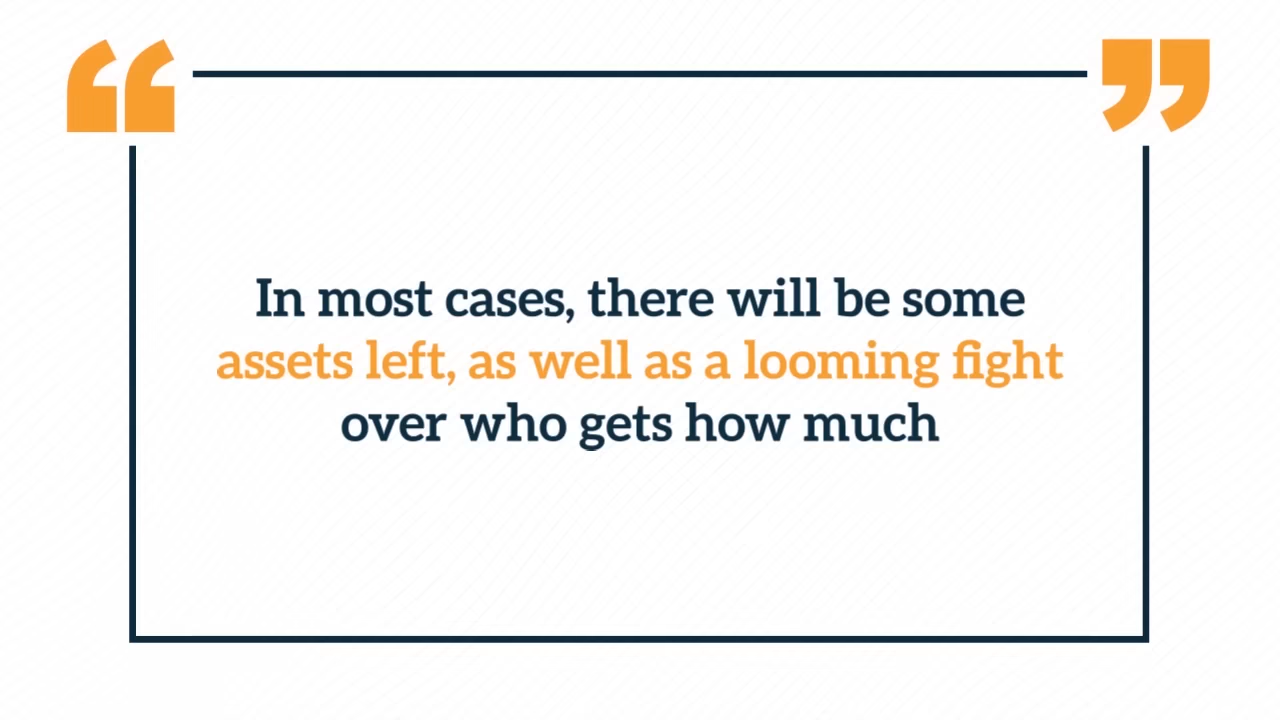 In most cases, there will be some
assets left, as well as a looming fight
over who gets how much